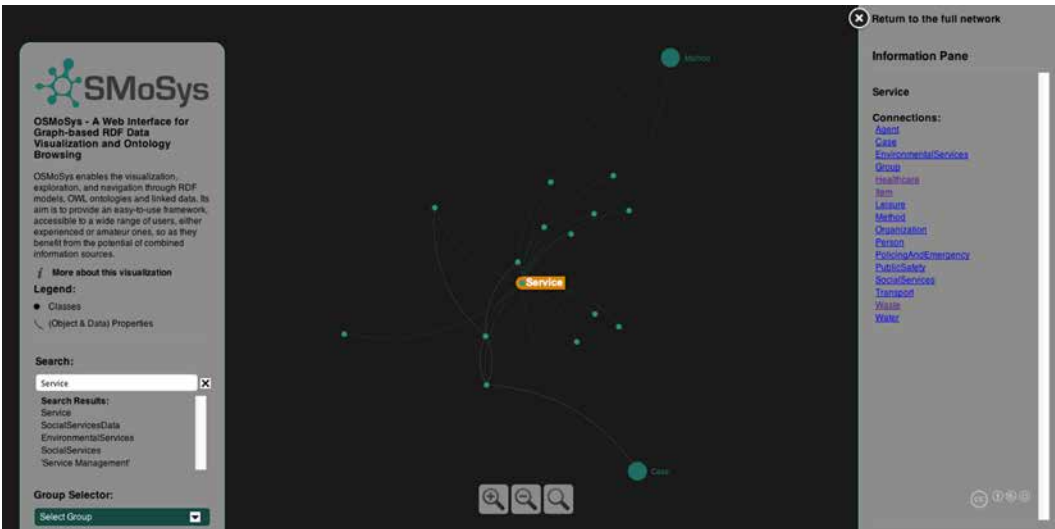 SMoSys
OSMoSys - A Web Interface for
Graph-based RDF Data
Visualization and Ontology
Browsing
OSMoSys enables the visualization,
exploration, and navigation through RDF
models, OWL ontologies and linked data. Its
aim is to provide an easy-to-use framework,
accessible to a wide range of users, either
experienced or amateur ones, so as they
benefit from the potential of combined
information sources.
i More about this visualization
Legend:
Classes
(Object & Data) Properties
Search:
Service
Search Results:
Service
SocialServicesData
EnvironmentalServices
SocialServices
'Service Management'
Group Selector:
Select Group
Method
Service
Case
Return to the full network
Information Pane
Service
Connections:
Agent
Case
EnvironmentalServices
Group
Healthcare
Item
Leisure
Method
Organization
Person
PolicingAndEmergency
PublicSafety
SocialServices
Transport
Waste
Water
cc